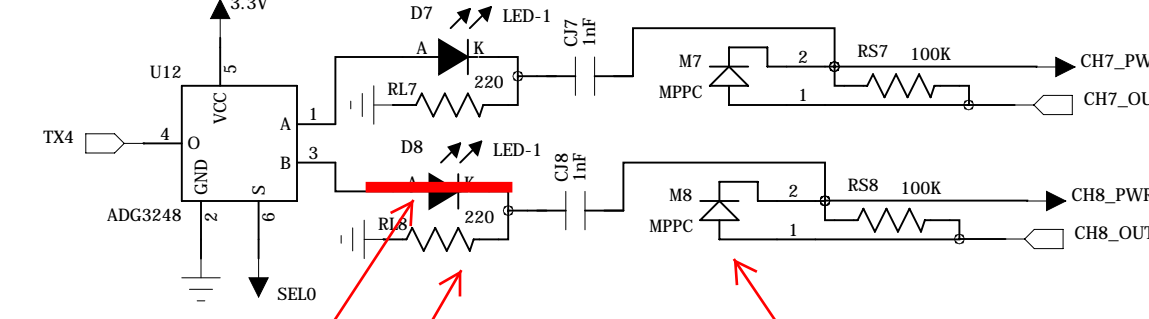 3.3V
D7
LED-1
CJ7
1nF
A
K
M7
2
RS7
100K
CH7_PW
U12
5
RL7
220
MPPC
1
CH7_OU
VCC
A
1
TX4
4
O
D8
LED-1
CJ8
1nF
B
3
GND
S
K
M8
2
RS8
100K
CH8_PWR
ADG3248
2
6
RL8
220
MPPC
1
CH8_OUT
SEL0